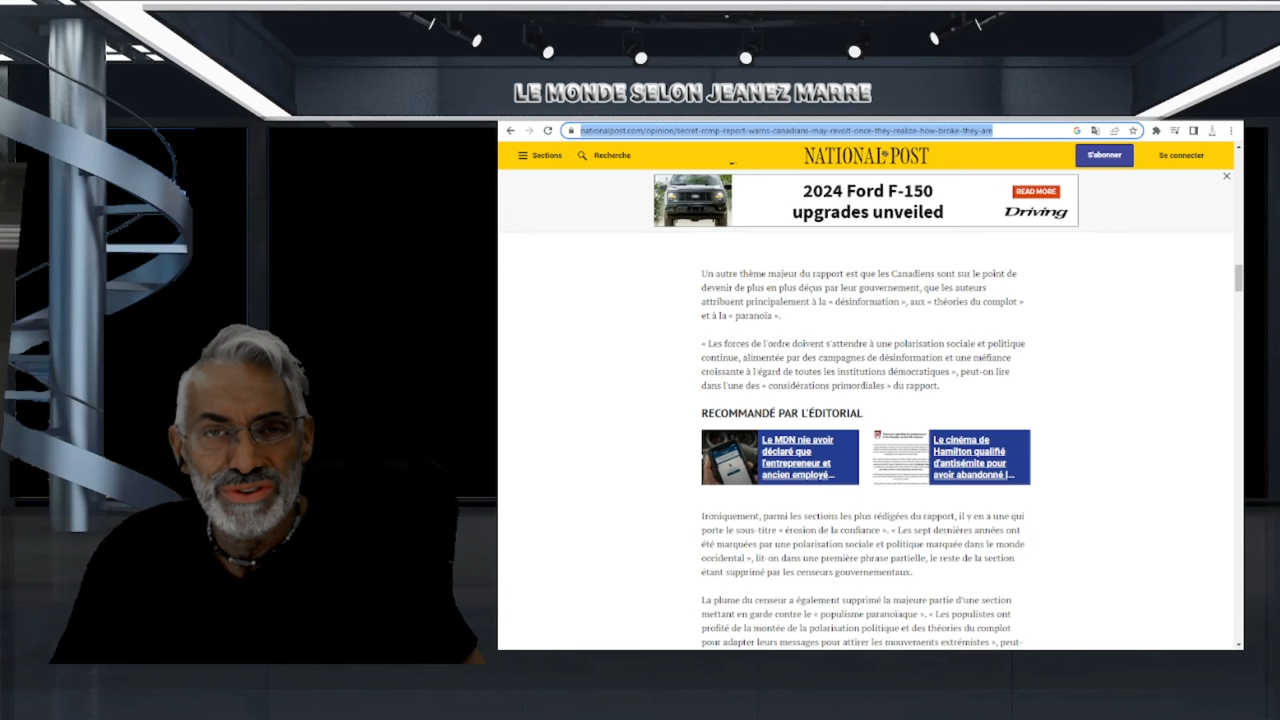 LE MONDE SELON JEANEZ MARRE
nationalpost.com/opinion/secret-rcmp-report-warns-canadians-may-revolt-once-they-realize-how-broke-they-are
Sections
Recherche
NATIONAL POST
S'abonner
Se connecter
2024 Ford F-150
upgrades unveiled
READ MORE
Driving
Un autre thème majeur du rapport est que les Canadiens sont sur le point de
devenir de plus en plus déçus par leur gouvernement, que les auteurs
attribuent principalement à la « désinformation », aux « théories du complot »
et à la « paranoïa ».
« Les forces de l'ordre doivent s'attendre à une polarisation sociale et politique
continue, alimentée par des campagnes de désinformation et une méfiance
croissante à l'égard de toutes les institutions démocratiques », peut-on lire
dans l'une des « considérations primordiales » du rapport.
RECOMMANDÉ PAR L'ÉDITORIAL
Le MDN nie avoir
déclaré que
l'entrepreneur et
ancien employé...
Le cinéma de
Hamilton qualifié
d'antisémite pour
avoir abandonné l...
Ironiquement, parmi les sections les plus rédigées du rapport, il y en a une qui
porte le sous-titre « érosion de la confiance ». « Les sept dernières années ont
été marquées par une polarisation sociale et politique marquée dans le monde
occidental », lit-on dans une première phrase partielle, le reste de la section
étant supprimé par les censeurs gouvernementaux.
La plume du censeur a également supprimé la majeure partie d'une section
mettant en garde contre le « populisme paranoïaque ». « Les populistes ont
profité de la montée de la polarisation politique et des théories du complot
pour adapter leurs messages pour attirer les mouvements extrémistes », peut-